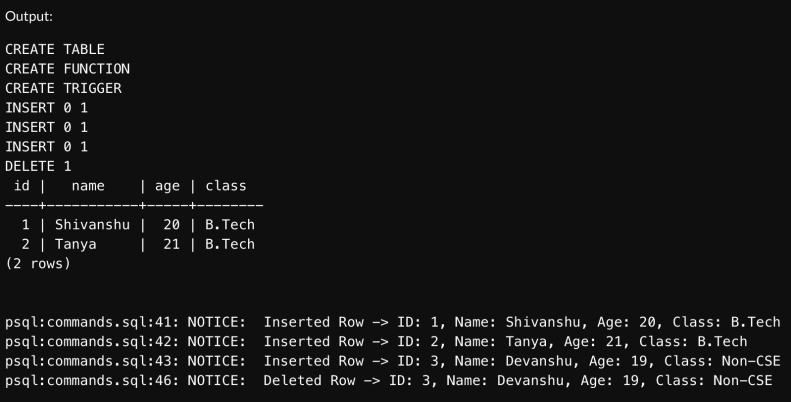 Output:
CREATE TABLE
CREATE FUNCTION
CREATE TRIGGER
INSERT 0 1
INSERT 0 1
INSERT 0 1
DELETE 1
 id |   name    | age | class
----+-----------+-----+--------
  1 | Shivanshu |  20 | B.Tech
  2 | Tanya     |  21 | B.Tech
(2 rows)
psql:commands.sql:41: NOTICE:  Inserted Row -> ID: 1, Name: Shivanshu, Age: 20, Class: B.Tech
psql:commands.sql:42: NOTICE:  Inserted Row -> ID: 2, Name: Tanya, Age: 21, Class: B.Tech
psql:commands.sql:43: NOTICE:  Inserted Row -> ID: 3, Name: Devanshu, Age: 19, Class: Non-CSE
psql:commands.sql:46: NOTICE:  Deleted Row -> ID: 3, Name: Devanshu, Age: 19, Class: Non-CSE